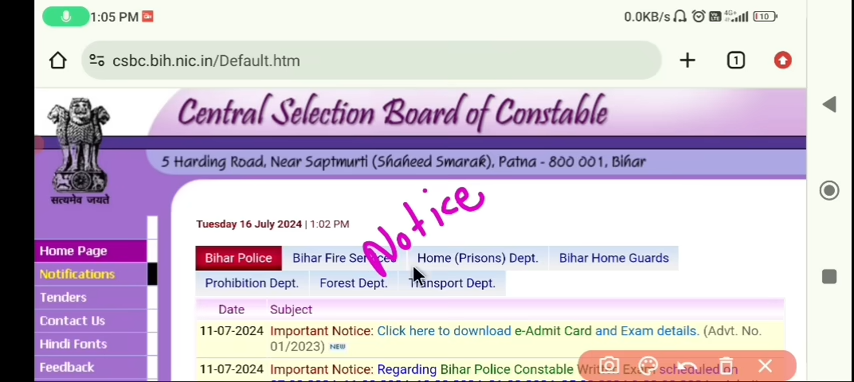 1:05 PM
0.0KB/s 4G+ 10
csbc.bih.nic.in/Default.htm
1
Central Selection Board of Constable
5 Harding Road, Near Saptmurti (Shaheed Smarak), Patna - 800 001, Bihar
सत्यमेव जयते
Notice
Tuesday 16 July 2024 | 1:02 PM
Home Page
Notifications
Tenders
Contact Us
Hindi Fonts
Feedback
Bihar Police Bihar Fire Services Home (Prisons) Dept. Bihar Home Guards
Prohibition Dept. Forest Dept. Transport Dept.
Date Subject
11-07-2024 Important Notice: Click here to download e-Admit Card and Exam details. (Advt. No.
01/2023) NEW
11-07-2024 Important Notice: Regarding Bihar Police Constable Written Exam scheduled on